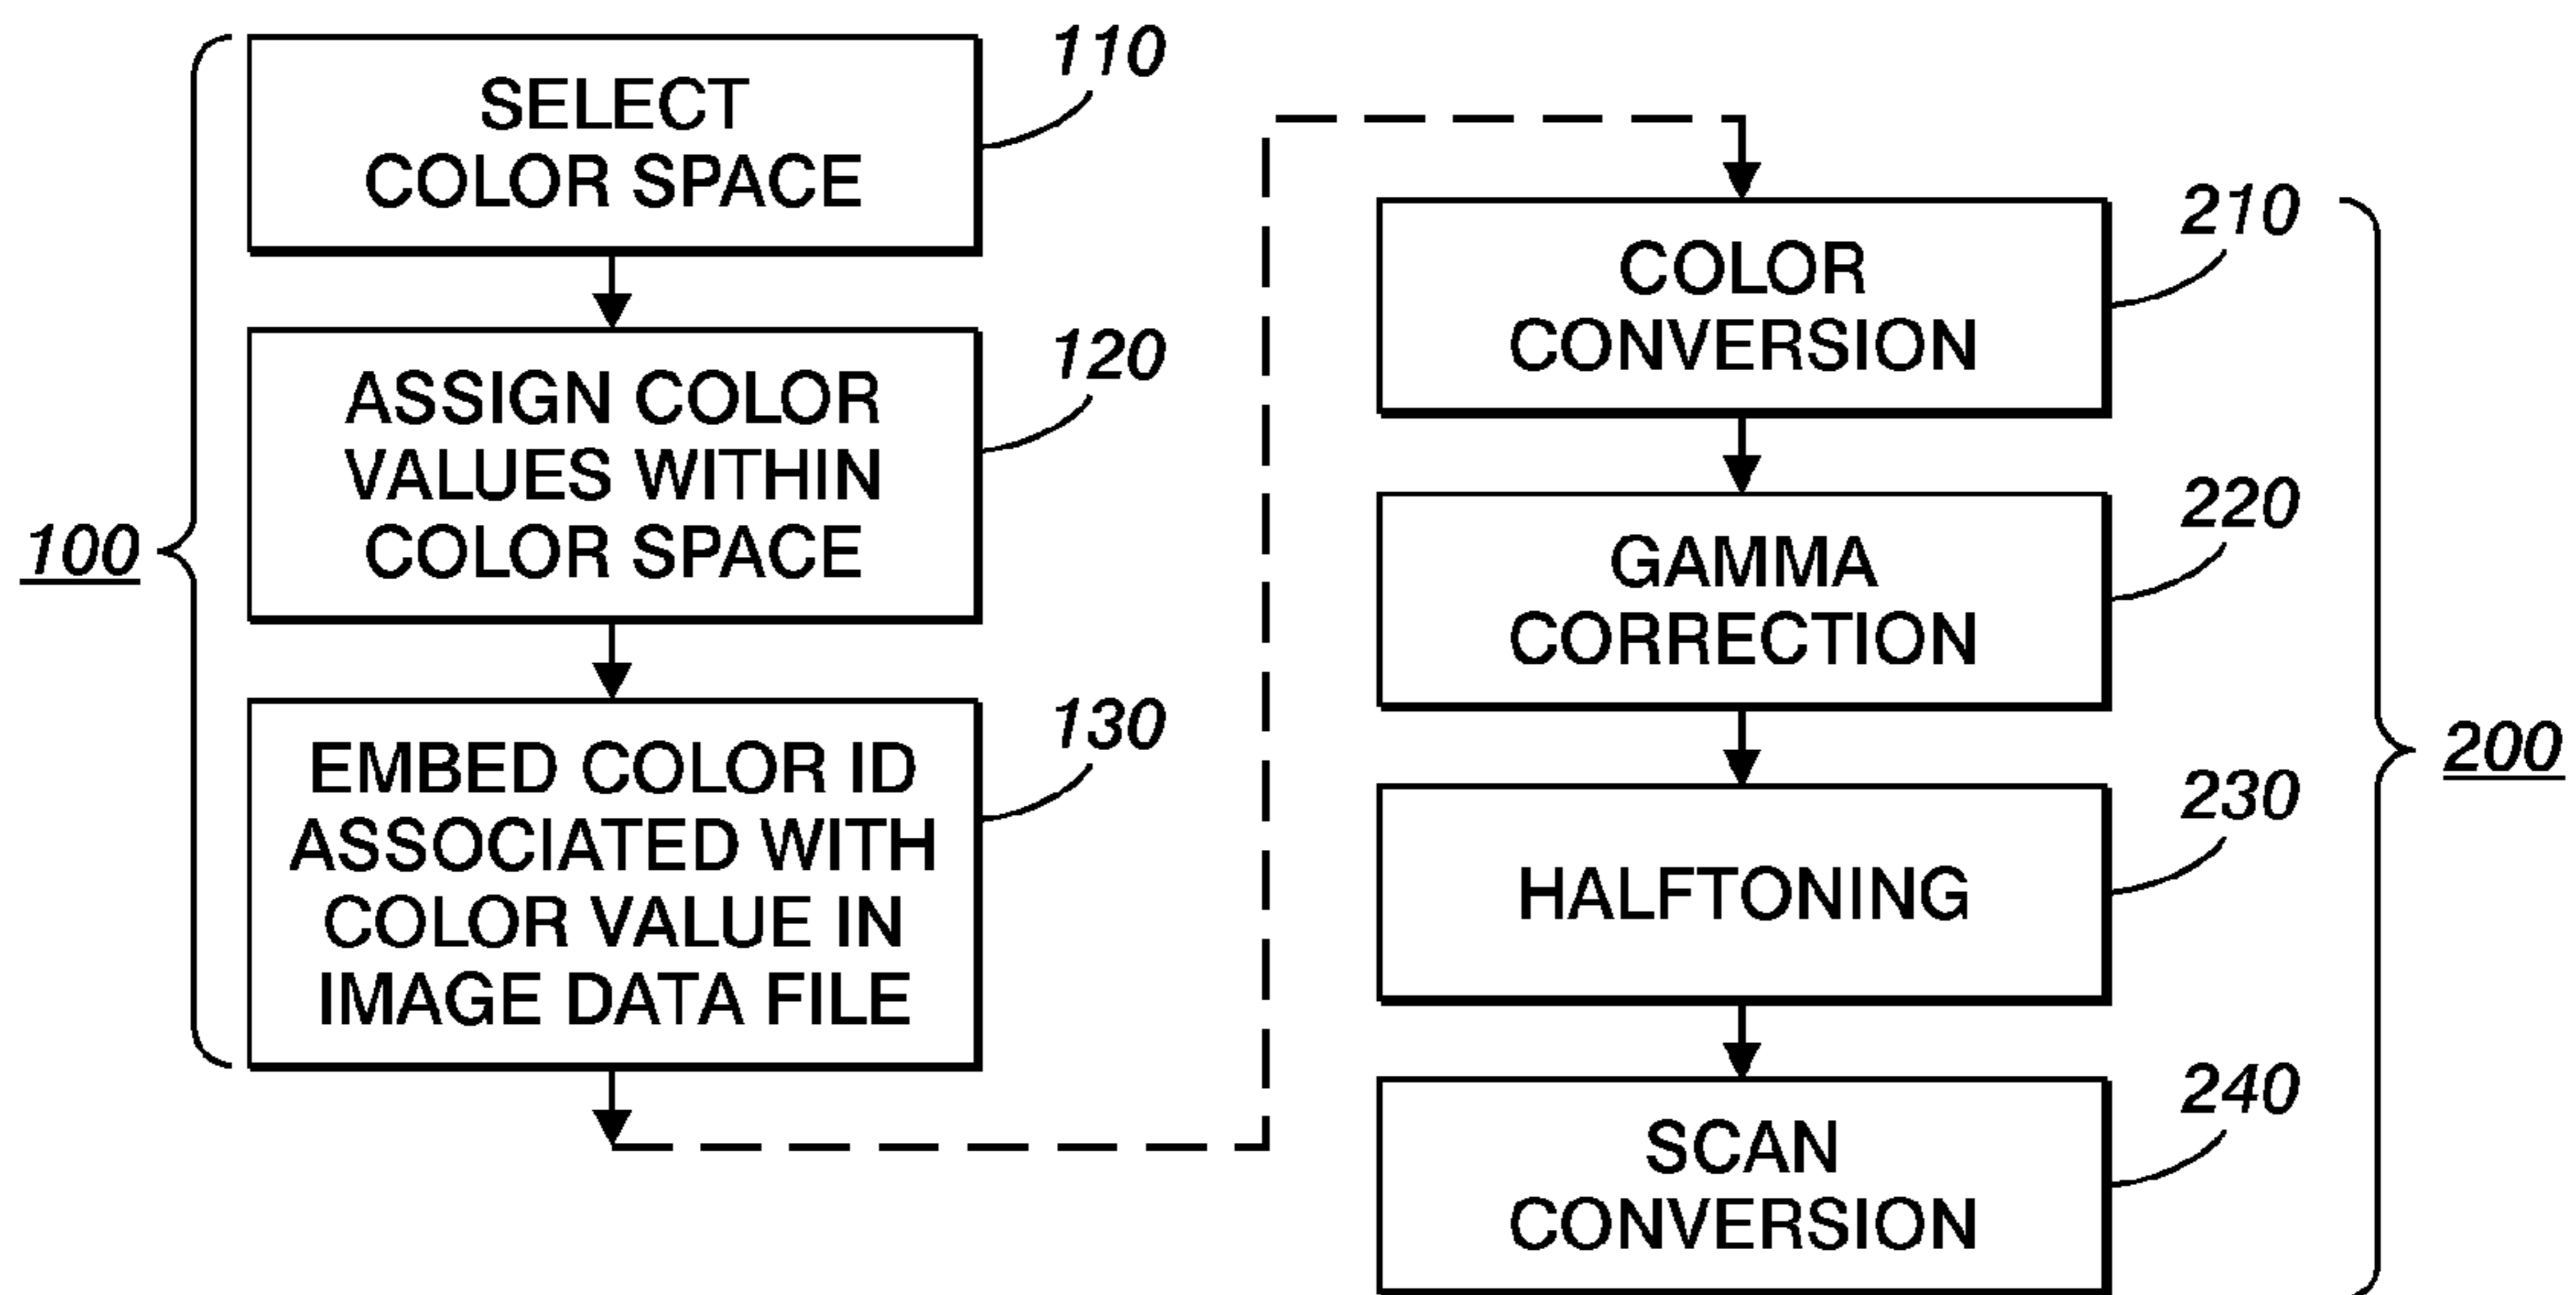 100
SELECT
COLOR SPACE
110
ASSIGN COLOR
VALUES WITHIN
COLOR SPACE
120
EMBED COLOR ID
ASSOCIATED WITH
COLOR VALUE IN
IMAGE DATA FILE
130
COLOR
CONVERSION
210
GAMMA
CORRECTION
220
HALFTONING
230
SCAN
CONVERSION
240
200